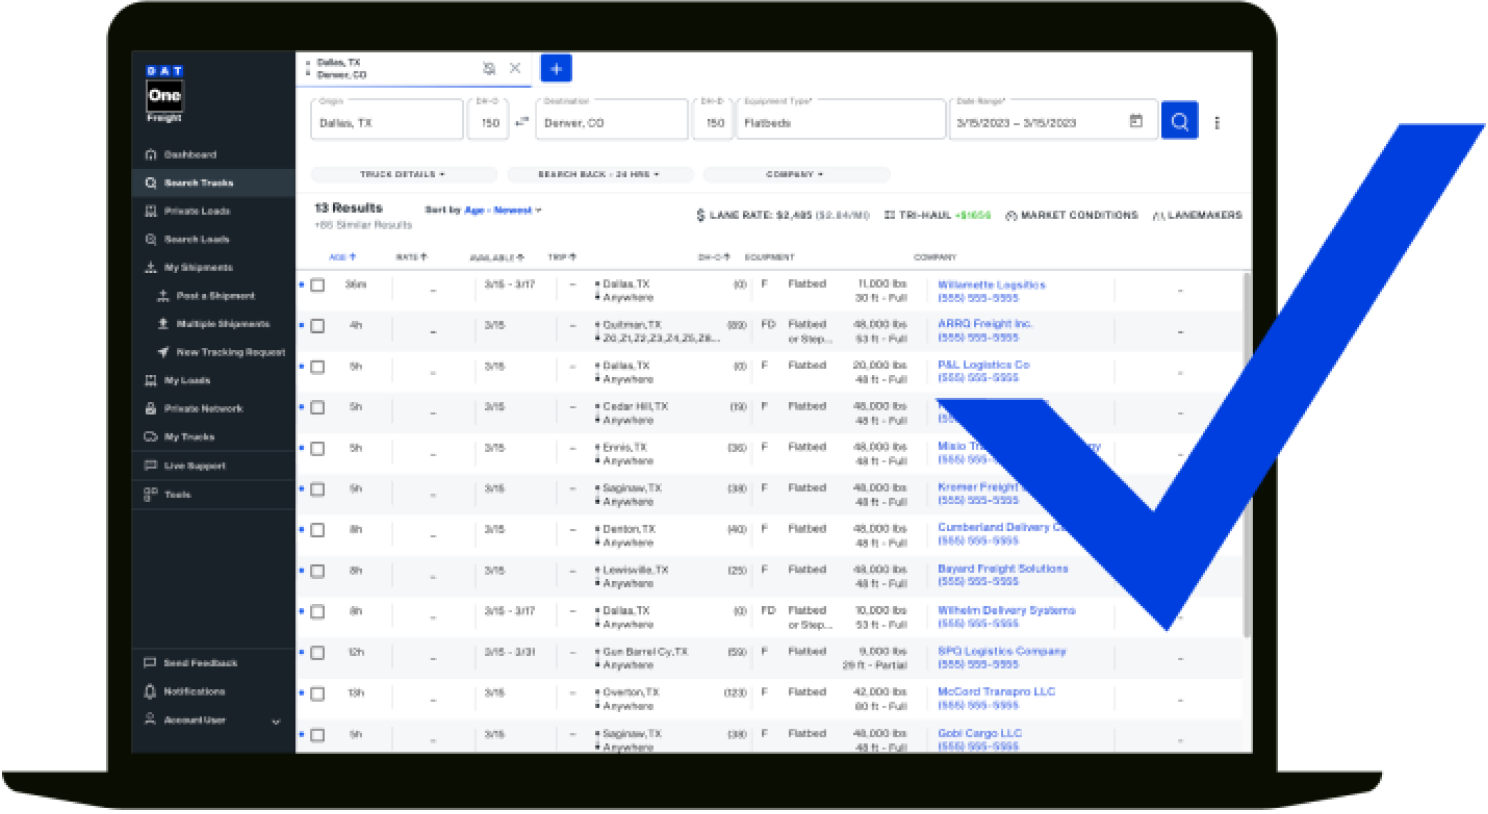 DAT
One
Freight
Dashboard
Search Trucks
Private Loads
Search Loads
My Shipments
Post a Shipment
Multiple Shipments
New Tracking Request
My Loads
Private Network
My Trucks
Live Support
Tools
Send Feedback
Notifications
Account User
Dallas, TX
Denver, CO
Origin DH-O Destination DH-D Equipment Type* Date Range*
Dallas, TX 150 Denver, CO 150 Flatbeds 3/15/2023 – 3/15/2023
TRUCK DETAILS SEARCH BACK - 24 HRS COMPANY
13 Results Sort by Age - Newest
+86 Similar Results
$ LANE RATE: $2,485 ($2.84/MI) TRI-HAUL +$1656 MARKET CONDITIONS LANEMAKERS
AGE RATE AVAILABLE TRIP DH-O EQUIPMENT COMPANY
36m – 3/15 - 3/17 – Dallas, TX (0) F Flatbed 11,000 lbs Willamette Logsitics –
Anywhere 30 ft - Full (555) 555-5555
4h – 3/15 – Quitman, TX (89) FD Flatbed 48,000 lbs ARRQ Freight Inc. –
Z0,Z1,Z2,Z3,Z4,Z5,Z8... or Step... 53 ft - Full (555) 555-5555
5h – 3/15 – Dallas, TX (0) F Flatbed 20,000 lbs P&L Logistics Co –
Anywhere 48 ft - Full (555) 555-5555
5h – 3/15 – Cedar Hill, TX (19) F Flatbed 48,000 lbs –
Anywhere 48 ft - Full
5h – 3/15 – Ennis, TX (36) F Flatbed 48,000 lbs –
Anywhere 48 ft - Full (555) 555-5555
5h – 3/15 – Saginaw, TX (38) F Flatbed 48,000 lbs Kromer Freight
Anywhere 48 ft - Full (555) 555-5555
8h – 3/15 – Denton, TX (40) F Flatbed 48,000 lbs Cumberland Delivery
Anywhere 48 ft - Full (555) 555-5555
8h – 3/15 – Lewisville, TX (25) F Flatbed 48,000 lbs Bayard Freight Solutions
Anywhere 48 ft - Full (555) 555-5555
8h – 3/15 - 3/17 – Dallas, TX (0) FD Flatbed 10,000 lbs Wilhelm Delivery Systems –
Anywhere or Step... 53 ft - Full (555) 555-5555
12h – 3/15 - 3/31 – Gun Barrel Cy, TX (59) F Flatbed 9,000 lbs SPQ Logistics Company –
Anywhere 29 ft - Partial (555) 555-5555
13h – 3/15 – Overton, TX (123) F Flatbed 42,000 lbs McCord Transpro LLC –
Anywhere 80 ft - Full (555) 555-5555
5h – 3/15 – Saginaw, TX (38) F Flatbed 48,000 lbs Gobi Cargo LLC –
Anywhere 48 ft - Full (555) 555-5555